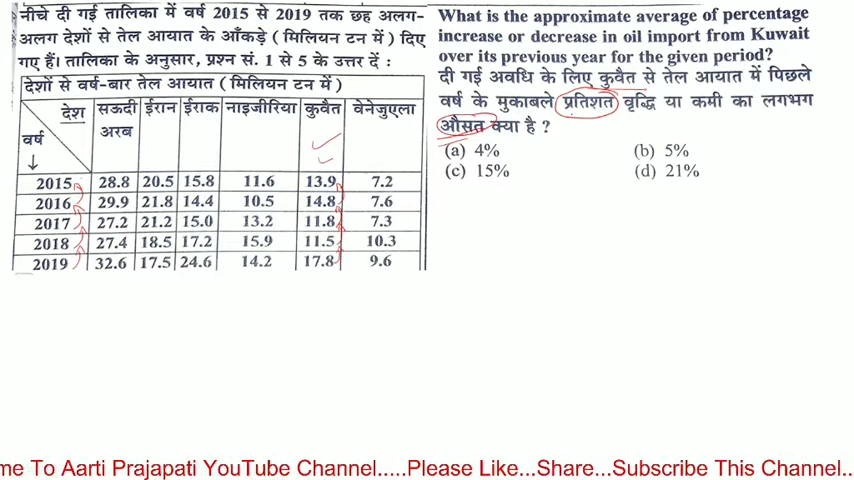 नीचे दी गई तालिका में वर्ष 2015 से 2019 तक छह अलग-
अलग देशों से तेल आयात के आँकड़े (मिलियन टन में) दिए
गए हैं। तालिका के अनुसार, प्रश्न सं. 1 से 5 के उत्तर दें :
देशों से वर्ष-बार तेल आयात (मिलियन टन में)
देश सऊदी ईरान ईराक नाइजीरिया कुवैत वेनेजुएला
अरब
वर्ष
2015 28.8 20.5 15.8 11.6 13.9 7.2
2016 29.9 21.8 14.4 10.5 14.8 7.6
2017 27.2 21.2 15.0 13.2 11.8 7.3
2018 27.4 18.5 17.2 15.9 11.5 10.3
2019 32.6 17.5 24.6 14.2 17.8 9.6
What is the approximate average of percentage
increase or decrease in oil import from Kuwait
over its previous year for the given period?
दी गई अवधि के लिए कुवैत से तेल आयात में पिछले
वर्ष के मुकाबले प्रतिशत वृद्धि या कमी का लगभग
औसत क्या है ?
(a) 4% (b) 5%
(c) 15% (d) 21%
me To Aarti Prajapati YouTube Channel.....Please Like...Share...Subscribe This Channel..